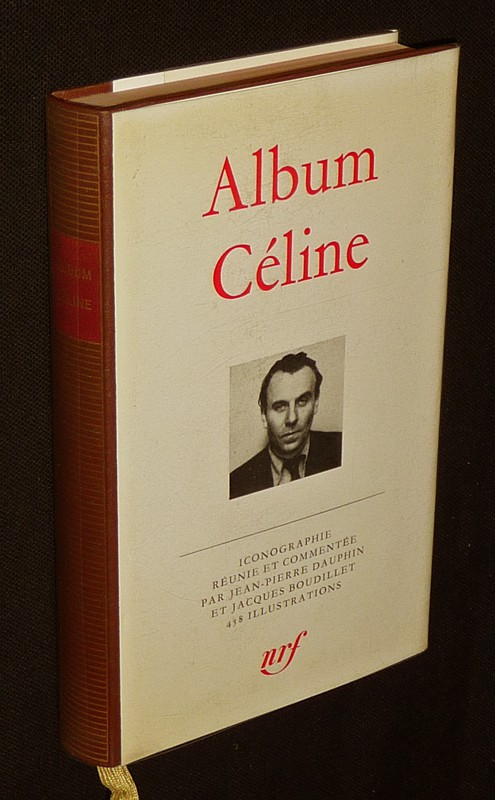 Album
Céline
ICONOGRAPHIE
RÉUNIE ET COMMENTÉE
PAR JEAN-PIERRE DAUPHIN
ET JACQUES BOUDILLET
458 ILLUSTRATIONS
nrf